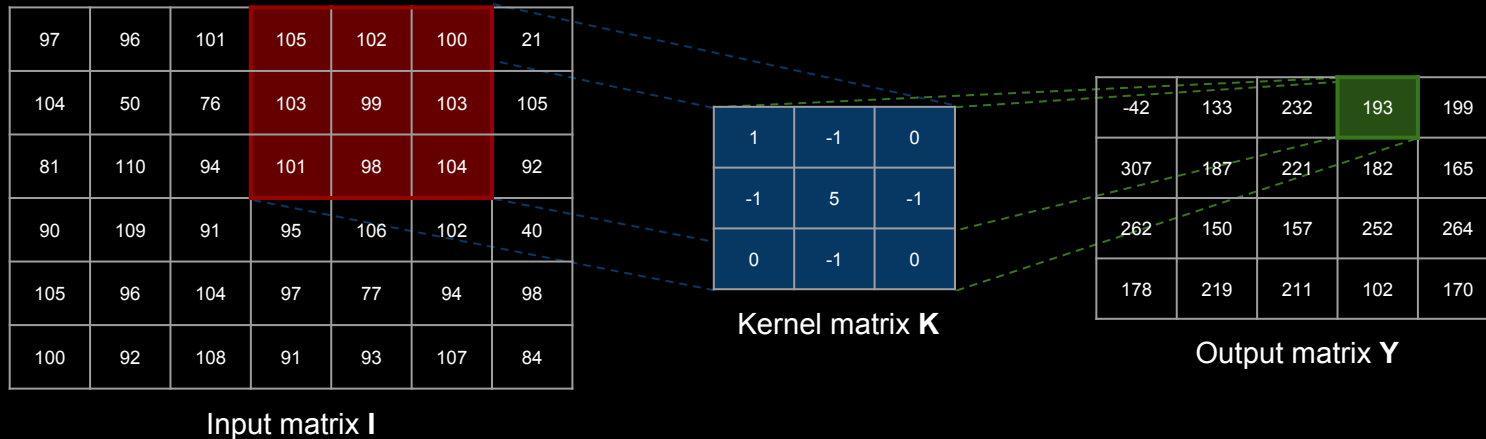 97 96 101 105 102 100 21
104 50 76 103 99 103 105
81 110 94 101 98 104 92
90 109 91 95 106 102 40
105 96 104 97 77 94 98
100 92 108 91 93 107 84
Input matrix I
1 -1 0
-1 5 -1
0 -1 0
Kernel matrix K
-42 133 232 193 199
307 187 221 182 165
262 150 157 252 264
178 219 211 102 170
Output matrix Y